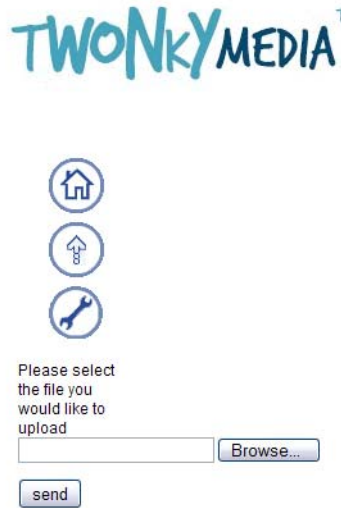 TWONKYMEDIA
Please select
the file you
would like to
upload
Browse...
send